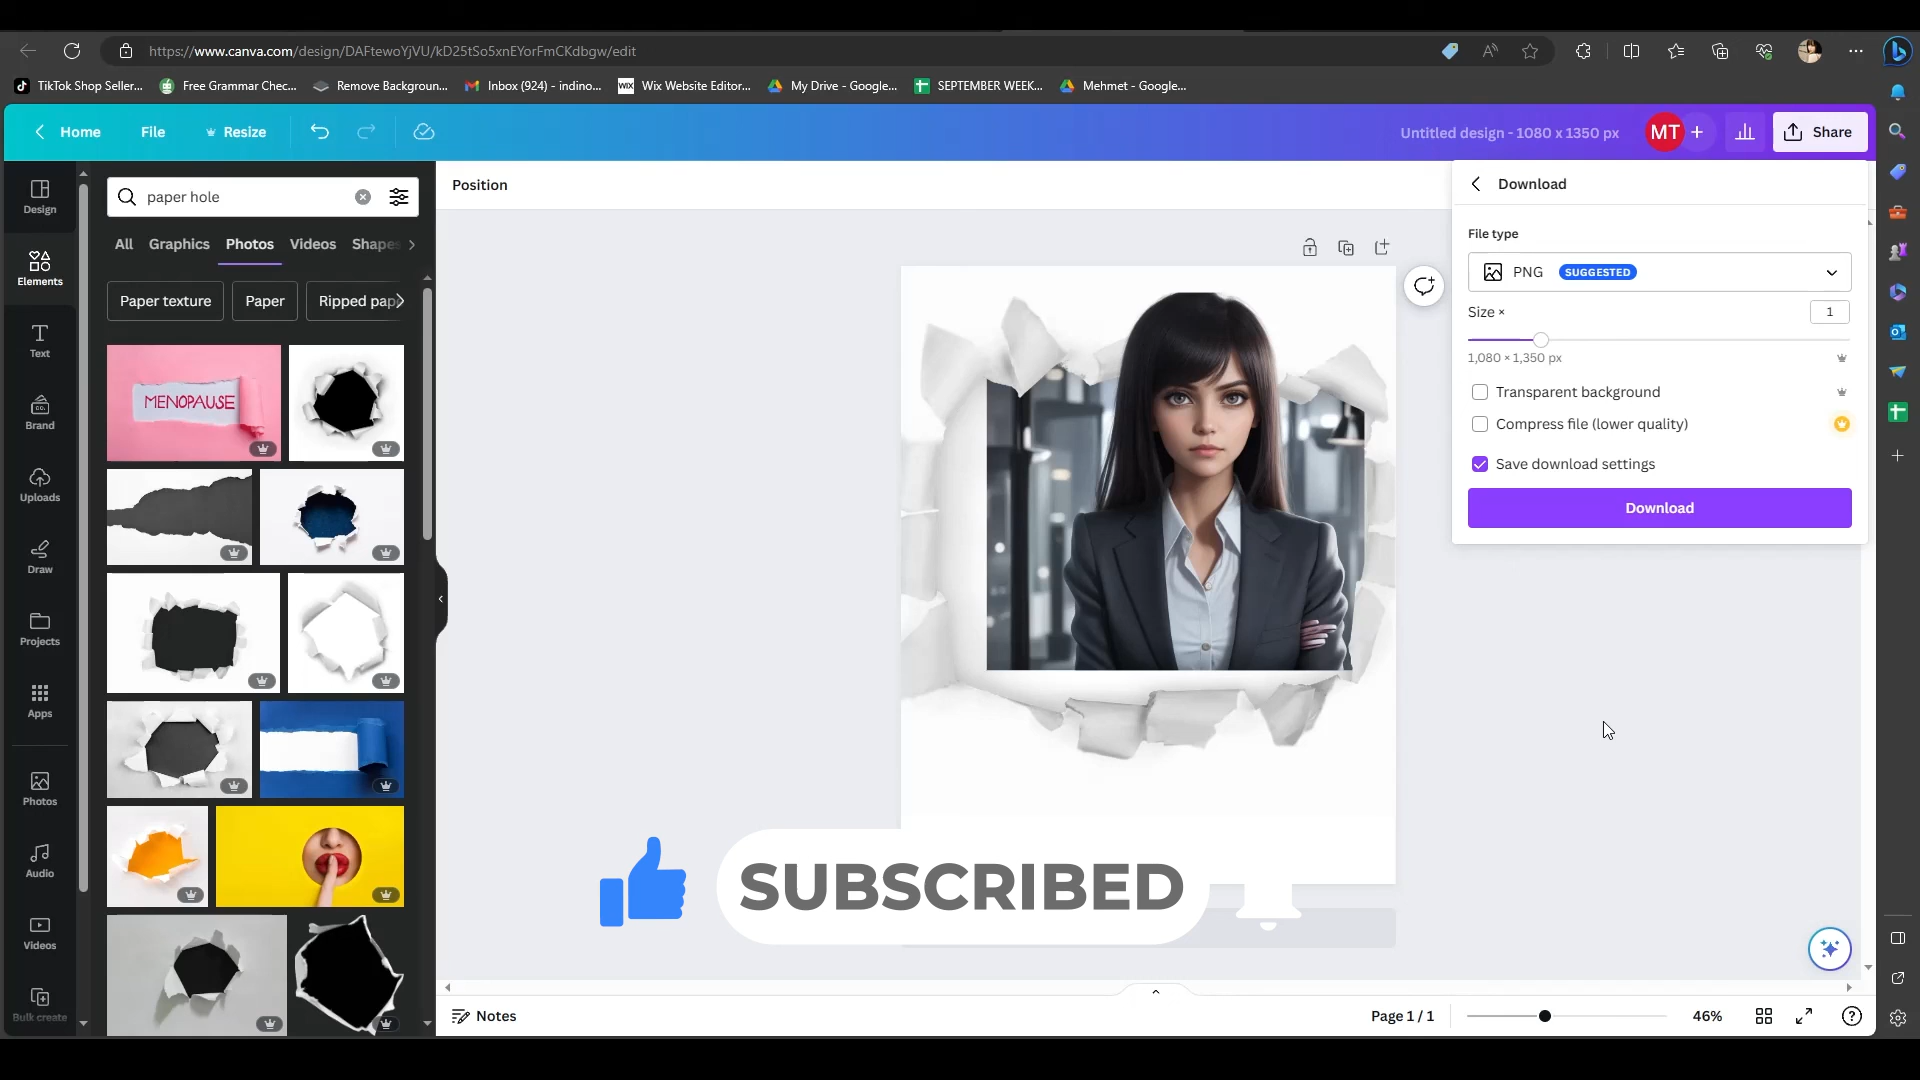 https://www.canva.com/design/DAFtewoYjVU/kD25tSo5xnEYorFmCKdbgw/edit
TikTok Shop Seller...
Free Grammar Chec...
Remove Backgroun...
Inbox (924) - indino...
WIX
Wix Website Editor...
My Drive - Google...
SEPTEMBER WEEK...
Mehmet - Google...
Home
File
Resize
Untitled design - 1080 x 1350 px
MT
Share
Design
Elements
Text
Brand
Uploads
Draw
Projects
Apps
Photos
Audio
Videos
Bulk create
paper hole
All
Graphics
Photos
Videos
Shapes
Paper texture
Paper
Ripped pap
MENOPAUSE
Position
Download
File type
PNG
SUGGESTED
Size ×
1
1,080 × 1,350 px
Transparent background
Compress file (lower quality)
Save download settings
Download
SUBSCRIBED
Notes
Page 1 / 1
46%